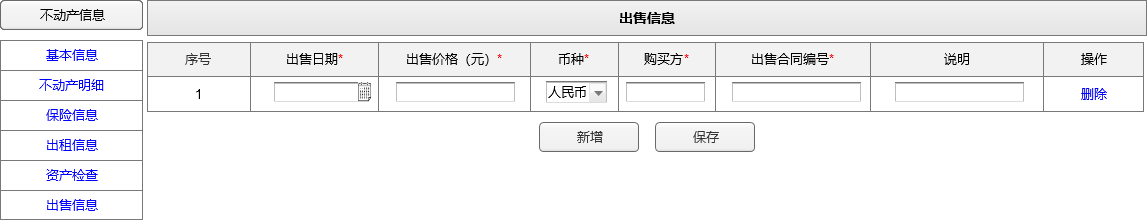 不动产信息
基本信息
不动产明细
保险信息
出租信息
资产检查
出售信息
出售信息
序号 出售日期* 出售价格（元）* 币种* 购买方* 出售合同编号* 说明 操作
1 人民币 删除
新增 保存